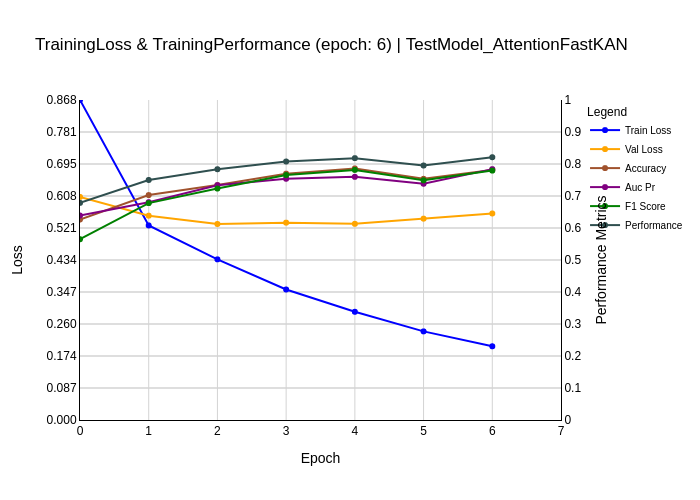 TrainingLoss & TrainingPerformance (epoch: 6) | TestModel_AttentionFastKAN
0.868
0.781
0.695
0.608
0.521
0.434
0.347
0.260
0.174
0.087
0.000
Loss
0
1
2
3
4
5
6
7
Epoch
1
0.9
0.8
0.7
0.6
0.5
0.4
0.3
0.2
0.1
0
Performance Metrics
Legend
Train Loss
Val Loss
Accuracy
Auc Pr
F1 Score
Performance